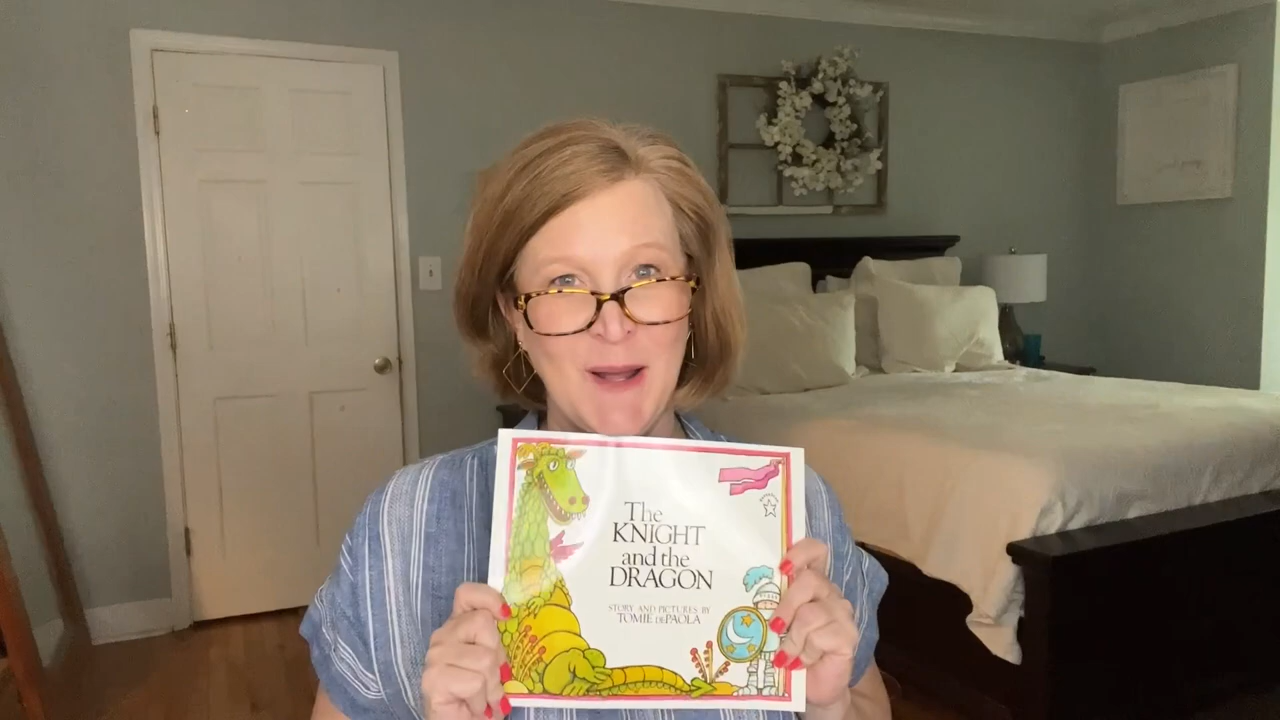 The
KNIGHT
and the
DRAGON
STORY AND PICTURES BY
TOMIE dePAOLA